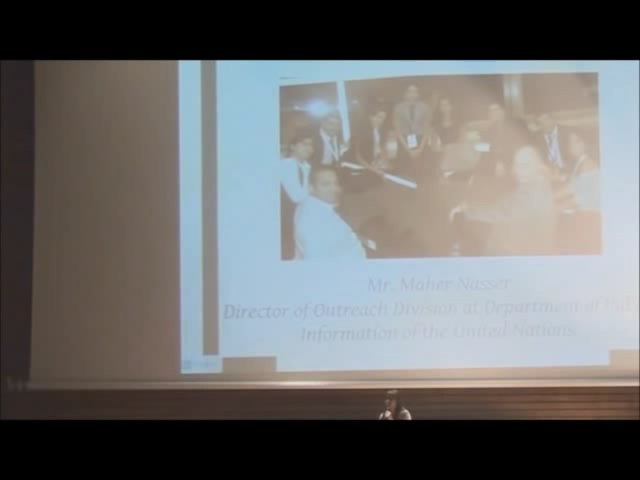 Mr. Maher Nasser
Director of Outreach Division at Department of
Information of the United Nations